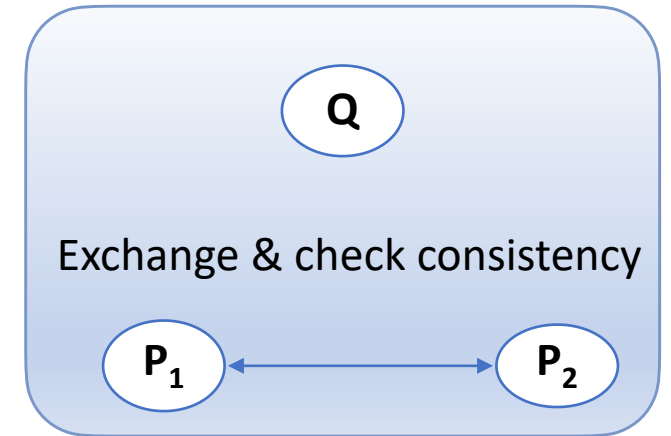 Q
Exchange & check consistency
P₁ P₂